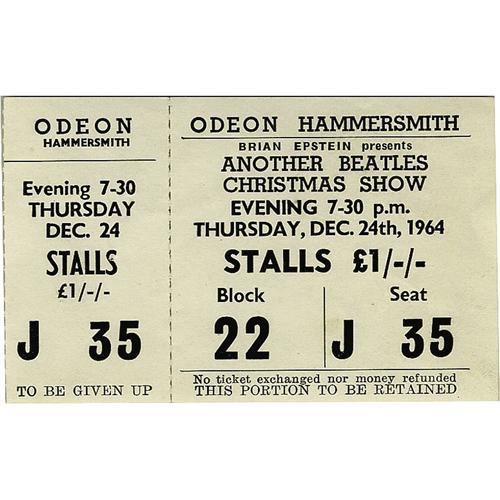 ODEON
HAMMERSMITH
Evening 7-30
THURSDAY
DEC. 24
STALLS
£1/-/-
J 35
TO BE GIVEN UP
ODEON HAMMERSMITH
BRIAN EPSTEIN presents
ANOTHER BEATLES
CHRISTMAS SHOW
EVENING 7-30 p.m.
THURSDAY, DEC. 24th, 1964
STALLS £1/-/-
Block Seat
22 J 35
No ticket exchanged nor money refunded
THIS PORTION TO BE RETAINED